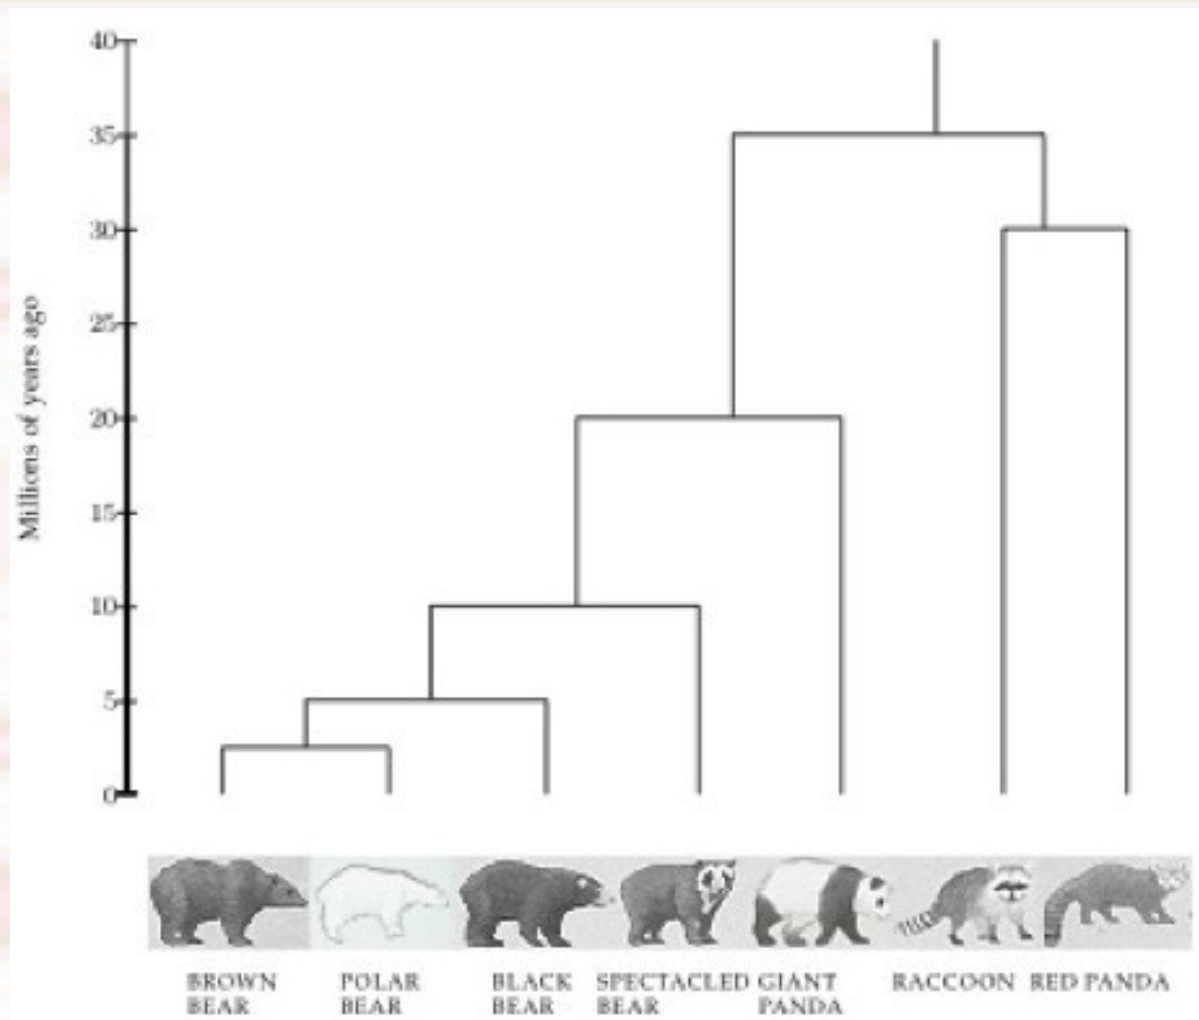 40
35
30
25
20
15
10
5
0
Millions of years ago
BROWN BEAR
POLAR BEAR
BLACK BEAR
SPECTACLED BEAR
GIANT PANDA
RACCOON
RED PANDA